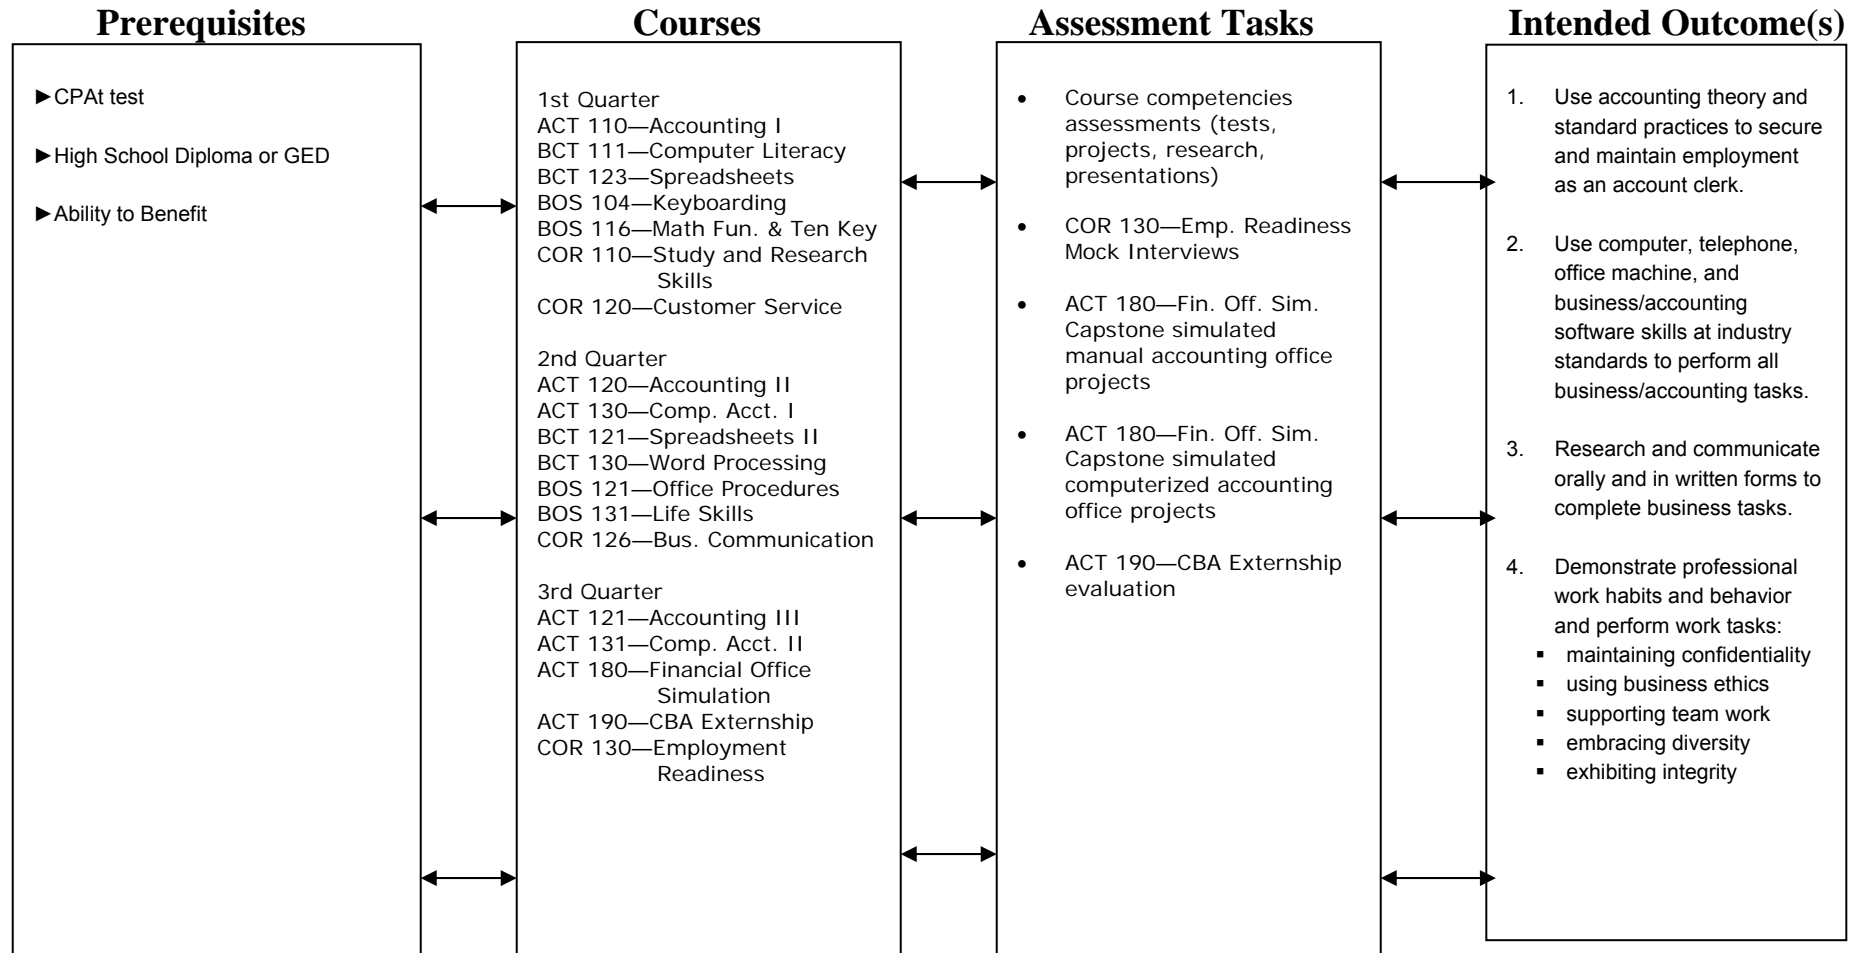 Prerequisites
►CPAt test
►High School Diploma or GED
►Ability to Benefit
Courses
1st Quarter
ACT 110—Accounting I
BCT 111—Computer Literacy
BCT 123—Spreadsheets
BOS 104—Keyboarding
BOS 116—Math Fun. & Ten Key
COR 110—Study and Research
Skills
COR 120—Customer Service
2nd Quarter
ACT 120—Accounting II
ACT 130—Comp. Acct. I
BCT 121—Spreadsheets II
BCT 130—Word Processing
BOS 121—Office Procedures
BOS 131—Life Skills
COR 126—Bus. Communication
3rd Quarter
ACT 121—Accounting III
ACT 131—Comp. Acct. II
ACT 180—Financial Office
Simulation
ACT 190—CBA Externship
COR 130—Employment
Readiness
Assessment Tasks
• Course competencies
assessments (tests,
projects, research,
presentations)
• COR 130—Emp. Readiness
Mock Interviews
• ACT 180—Fin. Off. Sim.
Capstone simulated
manual accounting office
projects
• ACT 180—Fin. Off. Sim.
Capstone simulated
computerized accounting
office projects
• ACT 190—CBA Externship
evaluation
Intended Outcome(s)
1. Use accounting theory and
standard practices to secure
and maintain employment
as an account clerk.
2. Use computer, telephone,
office machine, and
business/accounting
software skills at industry
standards to perform all
business/accounting tasks.
3. Research and communicate
orally and in written forms to
complete business tasks.
4. Demonstrate professional
work habits and behavior
and perform work tasks:
▪ maintaining confidentiality
▪ using business ethics
▪ supporting team work
▪ embracing diversity
▪ exhibiting integrity